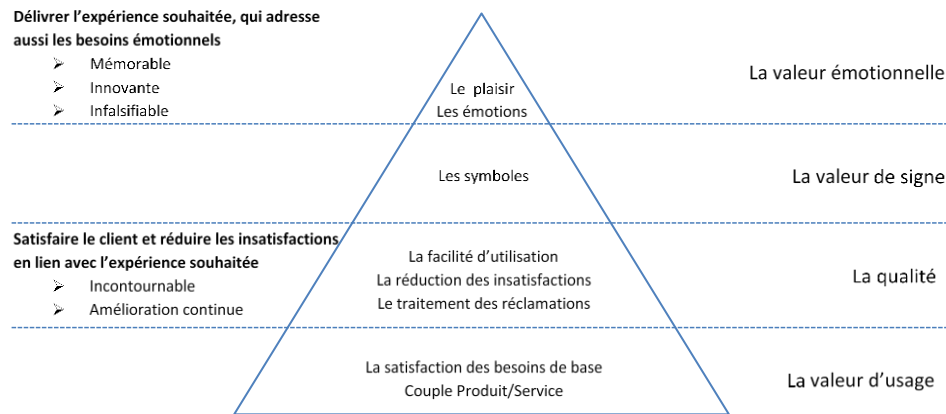 Délivrer l’expérience souhaitée, qui adresse
aussi les besoins émotionnels
➢ Mémorable
➢ Innovante
➢ Infalsifiable
Le plaisir
Les émotions
La valeur émotionnelle
Les symboles
La valeur de signe
Satisfaire le client et réduire les insatisfactions
en lien avec l’expérience souhaitée
➢ Incontournable
➢ Amélioration continue
La facilité d’utilisation
La réduction des insatisfactions
Le traitement des réclamations
La qualité
La satisfaction des besoins de base
Couple Produit/Service
La valeur d’usage